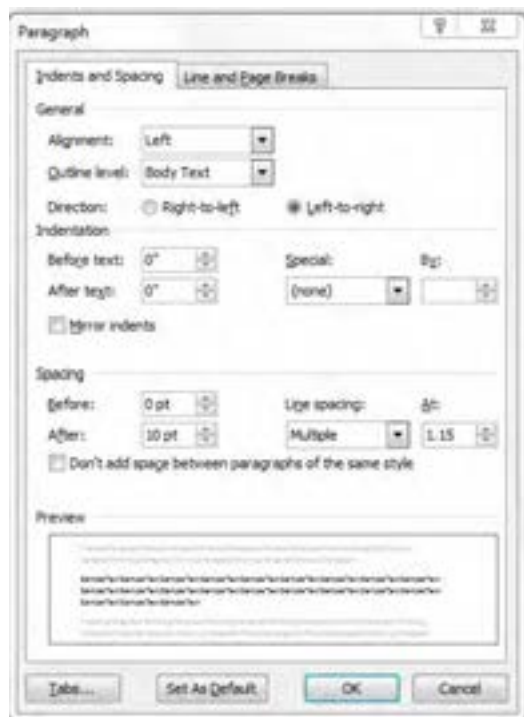 Paragraph
Indents and Spacing Line and Page Breaks
General
Alignment: Left
Outline level: Body Text
Direction: Right-to-left Left-to-right
Indentation
Before text: 0" Special: By:
After text: 0" (none)
Mirror indents
Spacing
Before: 0 pt Line spacing: At:
After: 10 pt Multiple 1.15
Don't add space between paragraphs of the same style
Preview
Tabs... Set As Default OK Cancel